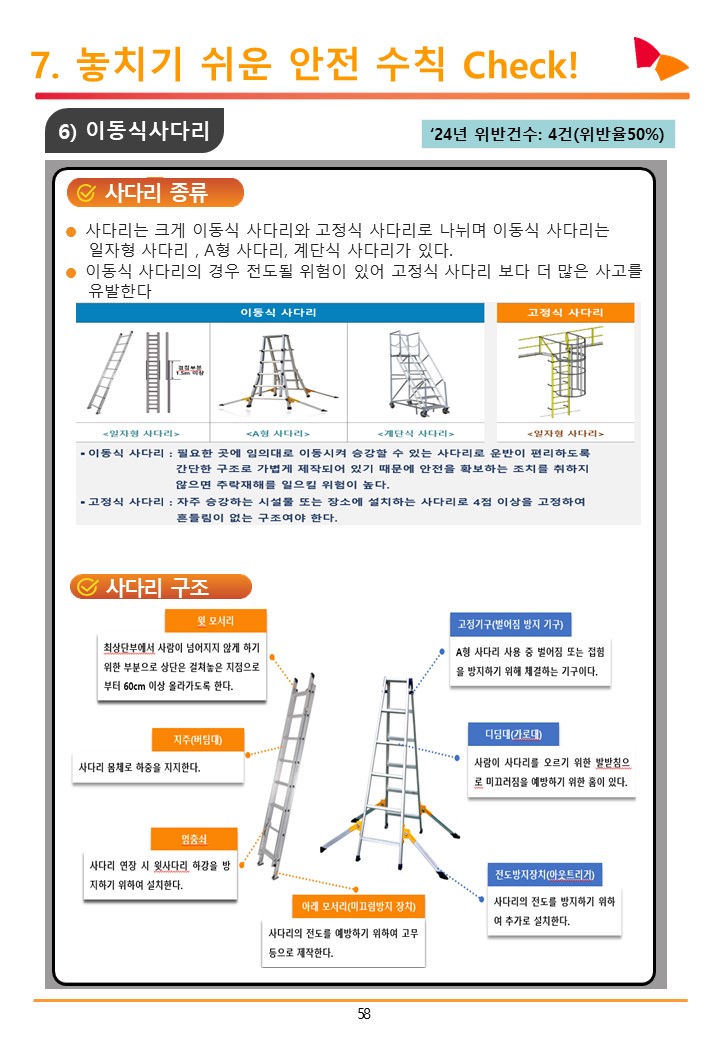 7. 놓치기 쉬운 안전 수칙 Check!
6) 이동식사다리
‘24년 위반건수: 4건(위반율50%)
사다리 종류
사다리는 크게 이동식 사다리와 고정식 사다리로 나뉘며 이동식 사다리는
일자형 사다리 , A형 사다리, 계단식 사다리가 있다.
이동식 사다리의 경우 전도될 위험이 있어 고정식 사다리 보다 더 많은 사고를
유발한다
이동식 사다리
고정식 사다리
겹침부분
1.5m 이상
<일자형 사다리>
<A형 사다리>
<계단식 사다리>
<일자형 사다리>
- 이동식 사다리 : 필요한 곳에 임의대로 이동시켜 승강할 수 있는 사다리로 운반이 편리하도록
간단한 구조로 가볍게 제작되어 있기 때문에 안전을 확보하는 조치를 취하지
않으면 추락재해를 일으킬 위험이 높다.
- 고정식 사다리 : 자주 승강하는 시설물 또는 장소에 설치하는 사다리로 4점 이상을 고정하여
흔들림이 없는 구조여야 한다.
사다리 구조
윗 모서리
최상단부에서 사람이 넘어지지 않게 하기
위한 부분으로 상단은 걸쳐놓은 지점으로
부터 60cm 이상 올라가도록 한다.
고정기구(벌어짐 방지 기구)
A형 사다리 사용 중 벌어짐 또는 접힘
을 방지하기 위해 체결하는 기구이다.
지주(버팀대)
사다리 몸체로 하중을 지지한다.
디딤대(가로대)
사람이 사다리를 오르기 위한 발받침으
로 미끄러짐을 예방하기 위한 홈이 있다.
멈춤쇠
사다리 연장 시 윗사다리 하강을 방
지하기 위하여 설치한다.
전도방지장치(아웃트리거)
사다리의 전도를 방지하기 위하
여 추가로 설치한다.
아래 모서리(미끄럼방지 장치)
사다리의 전도를 예방하기 위하여 고무
등으로 제작한다.
58